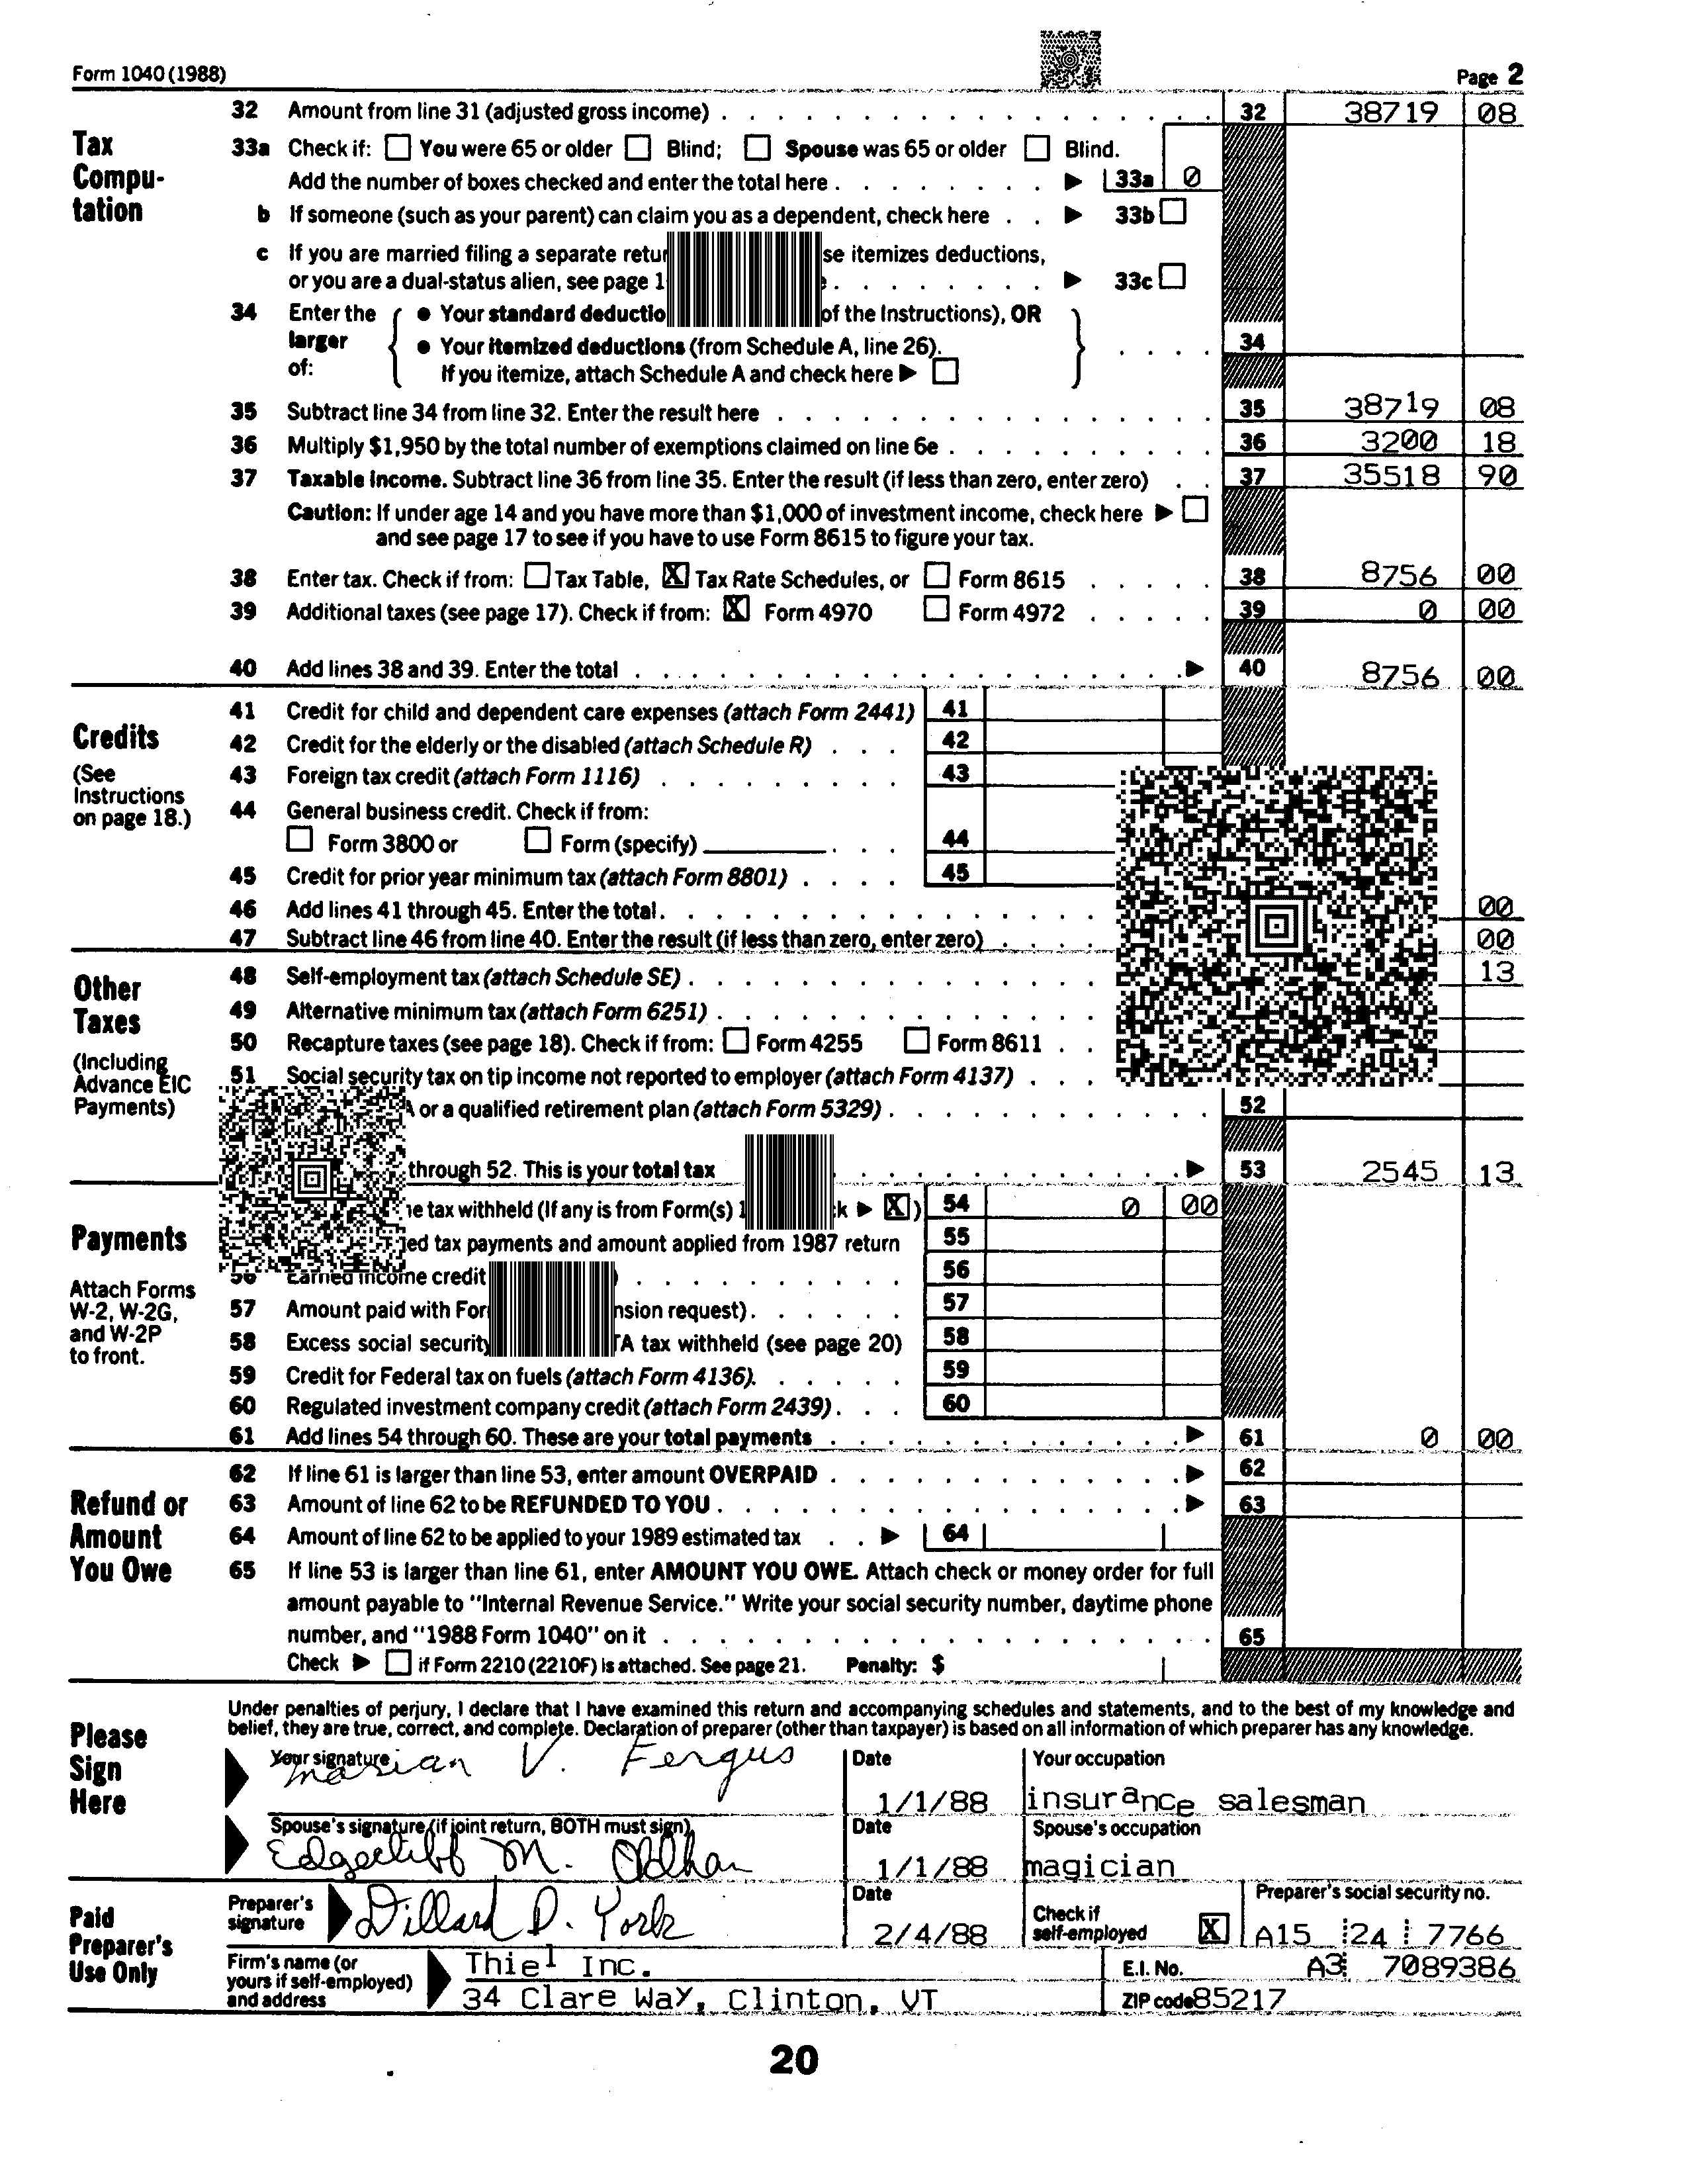 Form 1040 (1988) Page 2
32 Amount from line 31 (adjusted gross income) 32 38719 08
Tax Computation
33a Check if: You were 65 or older Blind; Spouse was 65 or older Blind.
Add the number of boxes checked and enter the total here 33a 0
b If someone (such as your parent) can claim you as a dependent, check here 33b
c If you are married filing a separate se itemizes deductions,
or you are a dual-status alien, see page 33c
34 Enter the larger of:
• Your standard of the Instructions), OR
• Your itemized deductions (from Schedule A, line 26). 34
If you itemize, attach Schedule A and check here
35 Subtract line 34 from line 32. Enter the result here 35 38719 08
36 Multiply $1,950 by the total number of exemptions claimed on line 6e 36 3200 18
37 Taxable income. Subtract line 36 from line 35. Enter the result (if less than zero, enter zero) 37 35518 90
Caution: If under age 14 and you have more than $1,000 of investment income, check here
and see page 17 to see if you have to use Form 8615 to figure your tax.
38 Enter tax. Check if from: Tax Table, X Tax Rate Schedules, or Form 8615 38 8756 00
39 Additional taxes (see page 17). Check if from: X Form 4970 Form 4972 39 0 00
40 Add lines 38 and 39. Enter the total 40 8756 00
Credits
(See Instructions on page 18.)
41 Credit for child and dependent care expenses (attach Form 2441) 41
42 Credit for the elderly or the disabled (attach Schedule R) 42
43 Foreign tax credit (attach Form 1116) 43
44 General business credit. Check if from:
Form 3800 or Form (specify) 44
45 Credit for prior year minimum tax (attach Form 8801) 45
46 Add lines 41 through 45. Enter the total 00
47 Subtract line 46 from line 40. Enter the result (if less than zero, enter zero) 00
Other Taxes
(Including Advance EIC Payments)
48 Self-employment tax (attach Schedule SE) 13
49 Alternative minimum tax (attach Form 6251)
50 Recapture taxes (see page 18). Check if from: Form 4255 Form 8611
51 Social security tax on tip income not reported to employer (attach Form 4137)
or a qualified retirement plan (attach Form 5329) 52
through 52. This is your total tax 53 2545 13
Payments
Attach Forms W-2, W-2G, and W-2P to front.
tax withheld (If any is from Form(s) X ) 54 0 00
tax payments and amount applied from 1987 return 55
Earned income credit 56
57 Amount paid with request) 57
58 Excess social security tax withheld (see page 20) 58
59 Credit for Federal tax on fuels (attach Form 4136). 59
60 Regulated investment company credit (attach Form 2439) 60
61 Add lines 54 through 60. These are your total payments 61 0 00
Refund or Amount You Owe
62 If line 61 is larger than line 53, enter amount OVERPAID 62
63 Amount of line 62 to be REFUNDED TO YOU 63
64 Amount of line 62 to be applied to your 1989 estimated tax 64
65 If line 53 is larger than line 61, enter AMOUNT YOU OWE. Attach check or money order for full
amount payable to "Internal Revenue Service." Write your social security number, daytime phone
number, and "1988 Form 1040" on it 65
Check if Form 2210 (2210F) is attached. See page 21. Penalty: $
Please Sign Here
Under penalties of perjury, I declare that I have examined this return and accompanying schedules and statements, and to the best of my knowledge and
belief, they are true, correct, and complete. Declaration of preparer (other than taxpayer) is based on all information of which preparer has any knowledge.
Your signature Marian V. Fergus Date 1/1/88 Your occupation insurance salesman
Spouse's signature (if joint return, BOTH must sign) Edgecliff M. Oldham Date 1/1/88 Spouse's occupation magician
Paid Preparer's Use Only
Preparer's signature Dillard D. York Date 2/4/88 Check if self-employed X Preparer's social security no. A15 24 7766
Firm's name (or yours if self-employed) and address Thiel Inc. E.I. No. A3 7089386
34 Clare Way, Clinton, VT ZIP code 85217
20